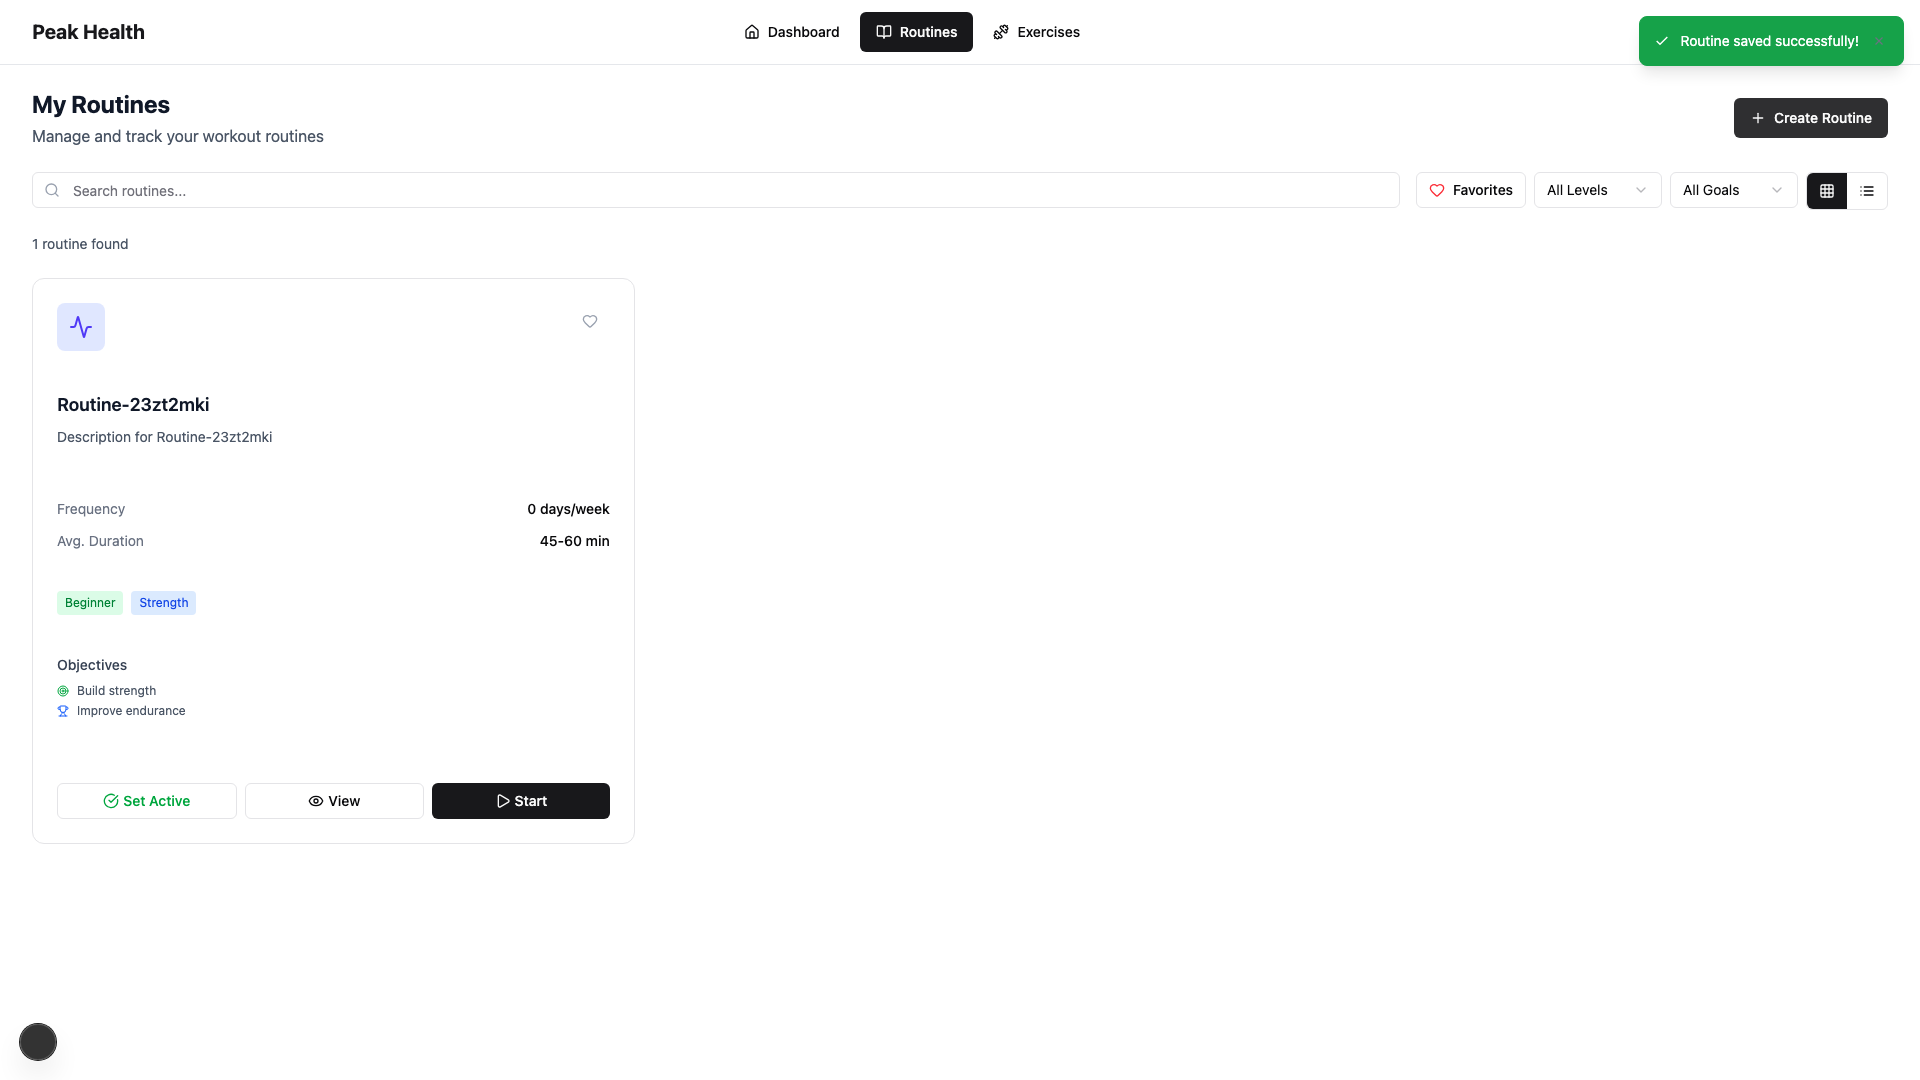 Peak Health
Dashboard
Routines
Exercises
Routine saved successfully!
My Routines
Manage and track your workout routines
Create Routine
Search routines...
Favorites
All Levels
All Goals
1 routine found
Routine-23zt2mki
Description for Routine-23zt2mki
Frequency 0 days/week
Avg. Duration 45-60 min
Beginner Strength
Objectives
Build strength
Improve endurance
Set Active
View
Start